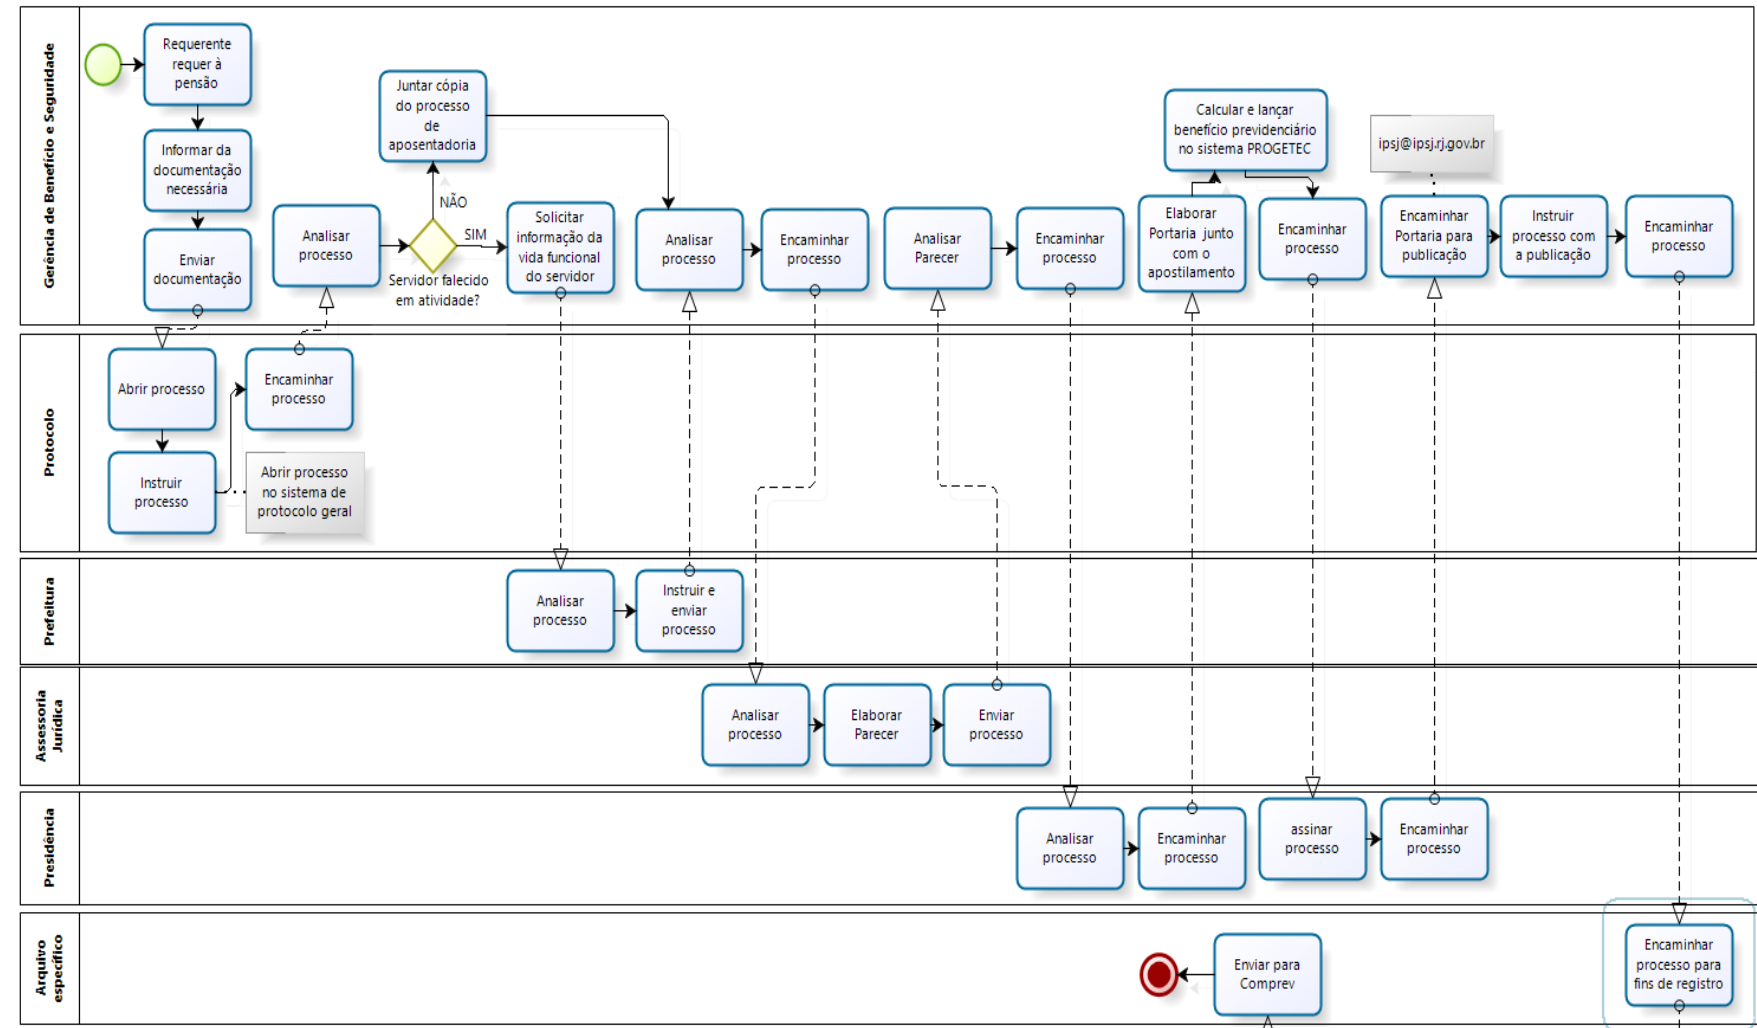 Gerência de Benefício e Seguridade
Requerente
requer à
pensão
Informar da
documentação
necessária
Enviar
documentação
Analisar
processo
Juntar cópia
do processo
de
aposentadoria
NÃO
SIM
Servidor falecido
em atividade?
Solicitar
informação da
vida funcional
do servidor
Analisar
processo
Encaminhar
processo
Analisar
Parecer
Encaminhar
processo
Elaborar
Portaria junto
com o
apostilamento
Calcular e lançar
benefício previdenciário
no sistema PROGETEC
Encaminhar
processo
ipsj@ipsj.rj.gov.br
Encaminhar
Portaria para
publicação
Instruir
processo com
a publicação
Encaminhar
processo
Protocolo
Abrir processo
Encaminhar
processo
Instruir
processo
Abrir processo
no sistema de
protocolo geral
Prefeitura
Analisar
processo
Instruir e
enviar
processo
Assessoria
Jurídica
Analisar
processo
Elaborar
Parecer
Enviar
processo
Presidência
Analisar
processo
Encaminhar
processo
assinar
processo
Encaminhar
processo
Arquivo
específico
Enviar para
Comprev
Encaminhar
processo para
fins de registro